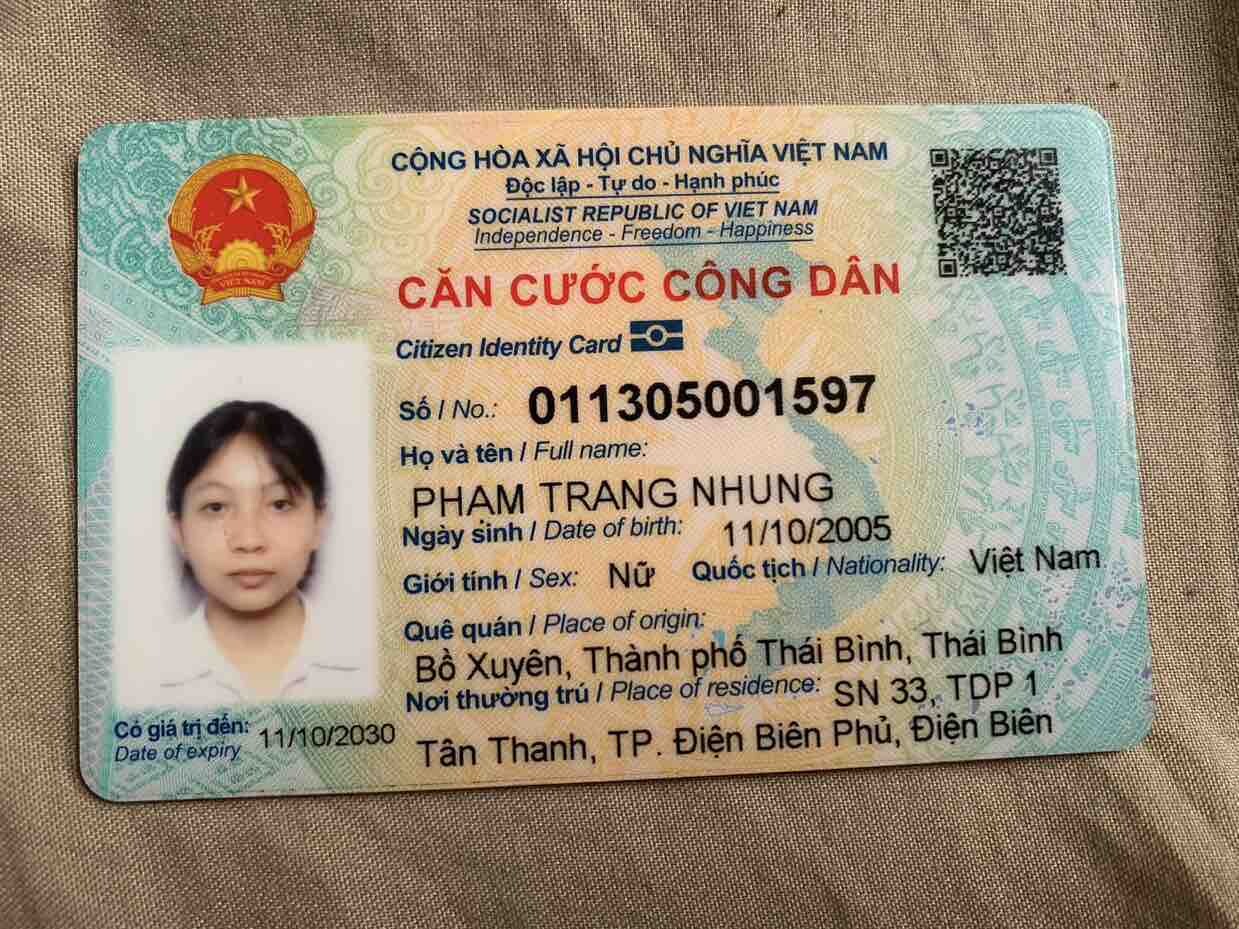 CỘNG HÒA XÃ HỘI CHỦ NGHĨA VIỆT NAM
Độc lập - Tự do - Hạnh phúc
SOCIALIST REPUBLIC OF VIET NAM
Independence - Freedom - Happiness
VIỆT NAM
CĂN CƯỚC CÔNG DÂN
Citizen Identity Card
Số / No.: 011305001597
Họ và tên / Full name:
PHẠM TRANG NHUNG
Ngày sinh / Date of birth: 11/10/2005
Giới tính / Sex: Nữ Quốc tịch / Nationality: Việt Nam
Quê quán / Place of origin:
Bồ Xuyên, Thành phố Thái Bình, Thái Bình
Nơi thường trú / Place of residence: SN 33, TDP 1
Tân Thanh, TP. Điện Biên Phủ, Điện Biên
Có giá trị đến: 11/10/2030
Date of expiry